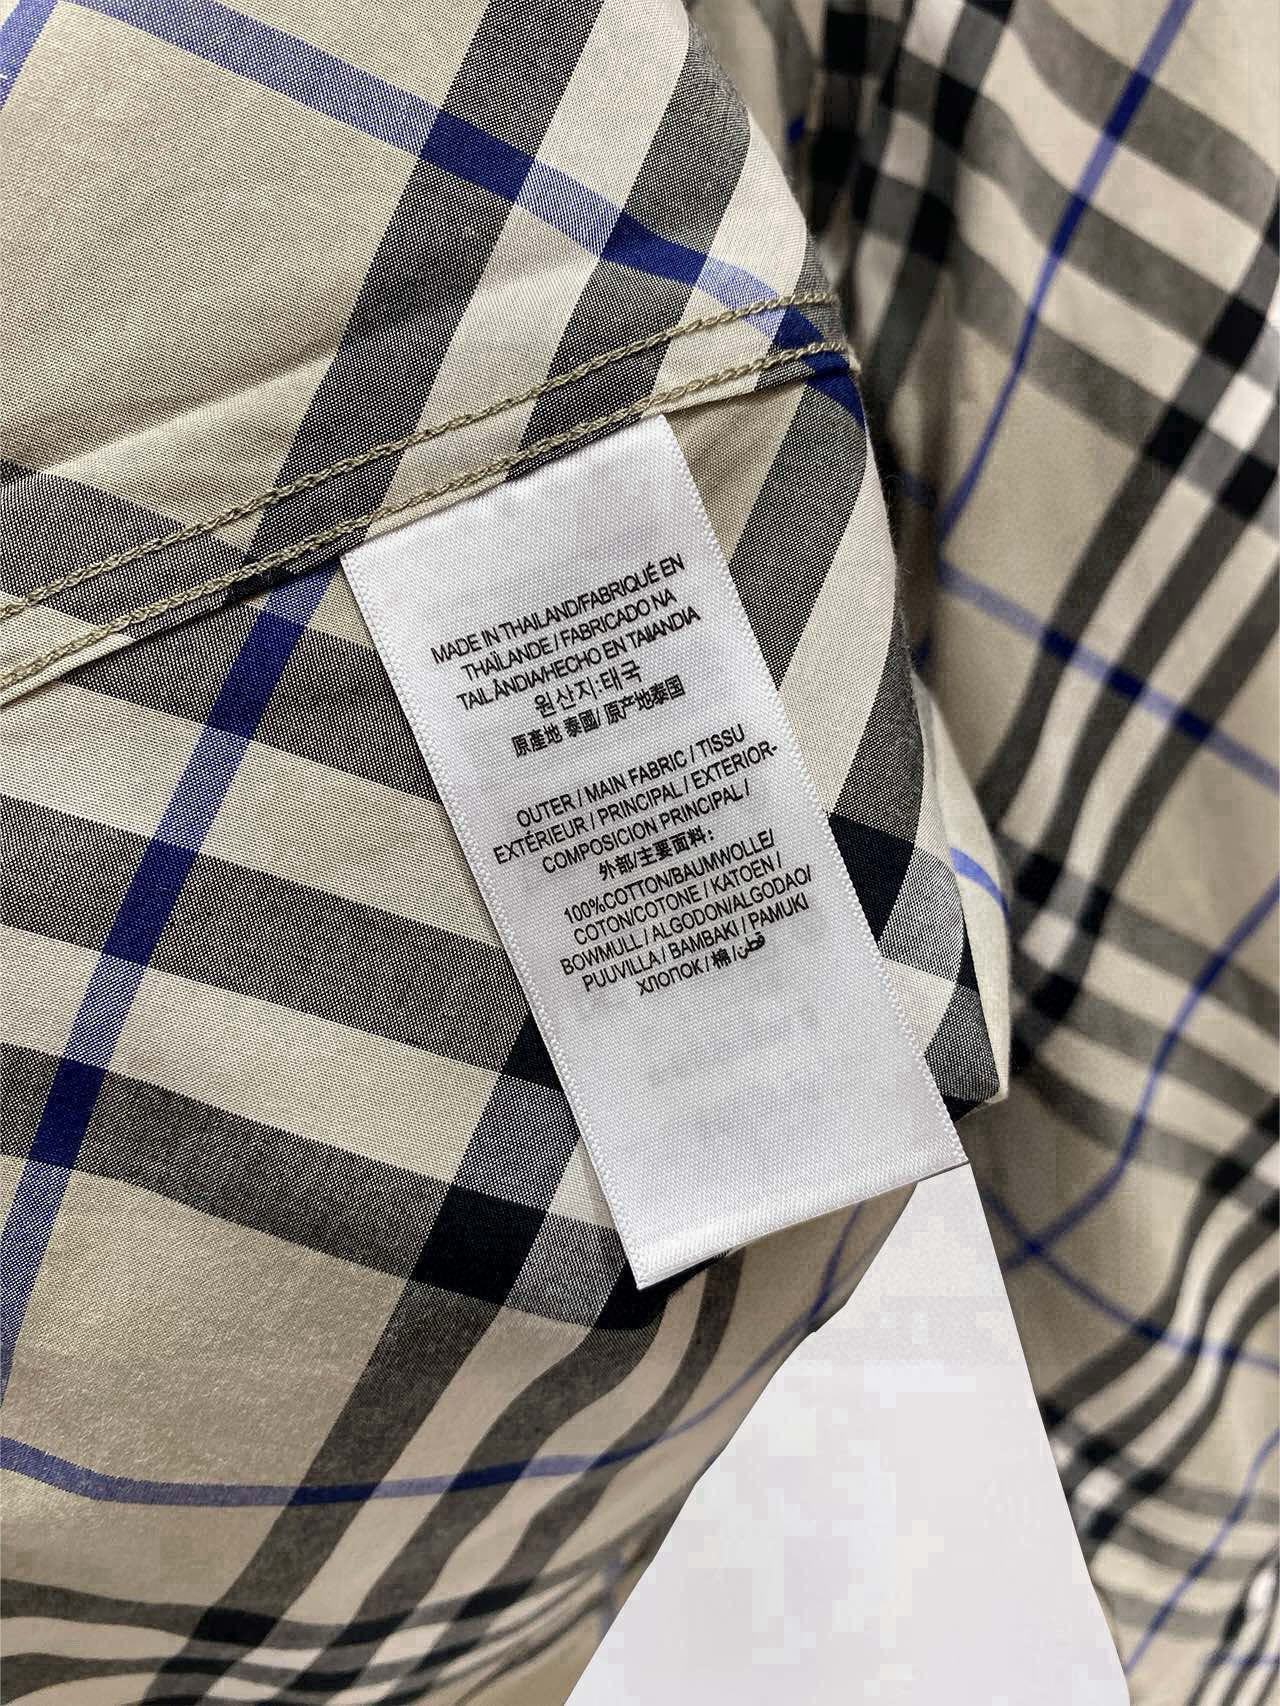 MADE IN THAILAND/FABRIQUÉ EN
THAÏLANDE / FABRICADO NA
TAILÂNDIA/HECHO EN TAIANDIA
원산지:태국
原產地 泰國/ 原产地泰国
OUTER / MAIN FABRIC / TISSU
EXTÉRIEUR / PRINCIPAL / EXTERIOR-
COMPOSICION PRINCIPAL /
外部/主要面料:
100%COTTON/BAUMWOLLE/
COTON/COTONE / KATOEN /
BOWMULL / ALGODON/ALGODAO/
PUUVILLA / BAMBAKI / PAMUKI
ХЛОПОК / 棉 / قطن